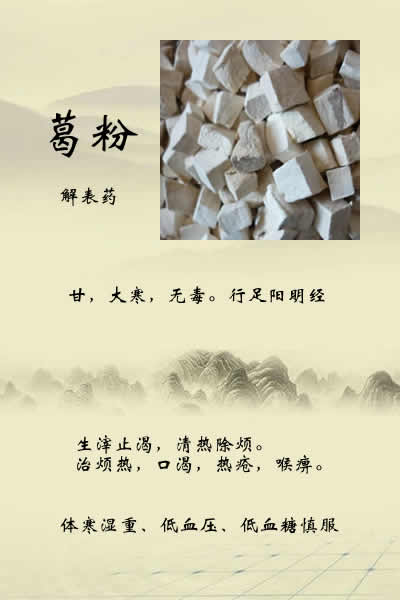 葛粉
解表药
甘，大寒，无毒。行足阳明经
生滓止渴，清热除烦。
治烦热，口渴，热疮，喉痹。
体寒湿重、低血压、低血糖慎服